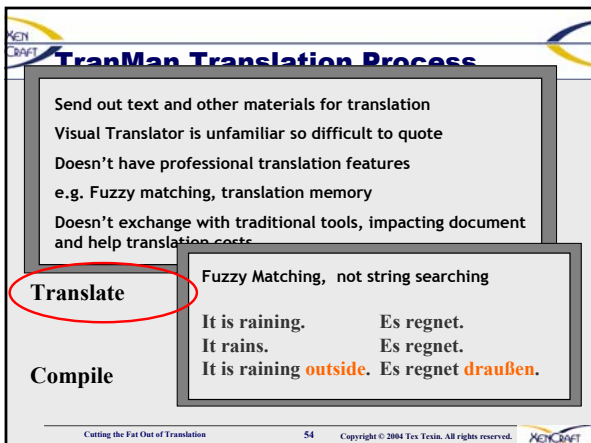 XEN
CRAFT
TranMan Translation Process
Send out text and other materials for translation
Visual Translator is unfamiliar so difficult to quote
Doesn't have professional translation features
e.g. Fuzzy matching, translation memory
Doesn't exchange with traditional tools, impacting document
and help translation costs
Fuzzy Matching, not string searching
Translate
It is raining. Es regnet.
It rains. Es regnet.
It is raining outside. Es regnet draußen.
Compile
Cutting the Fat Out of Translation 54 Copyright © 2004 Tex Texin. All rights reserved. XENCRAFT